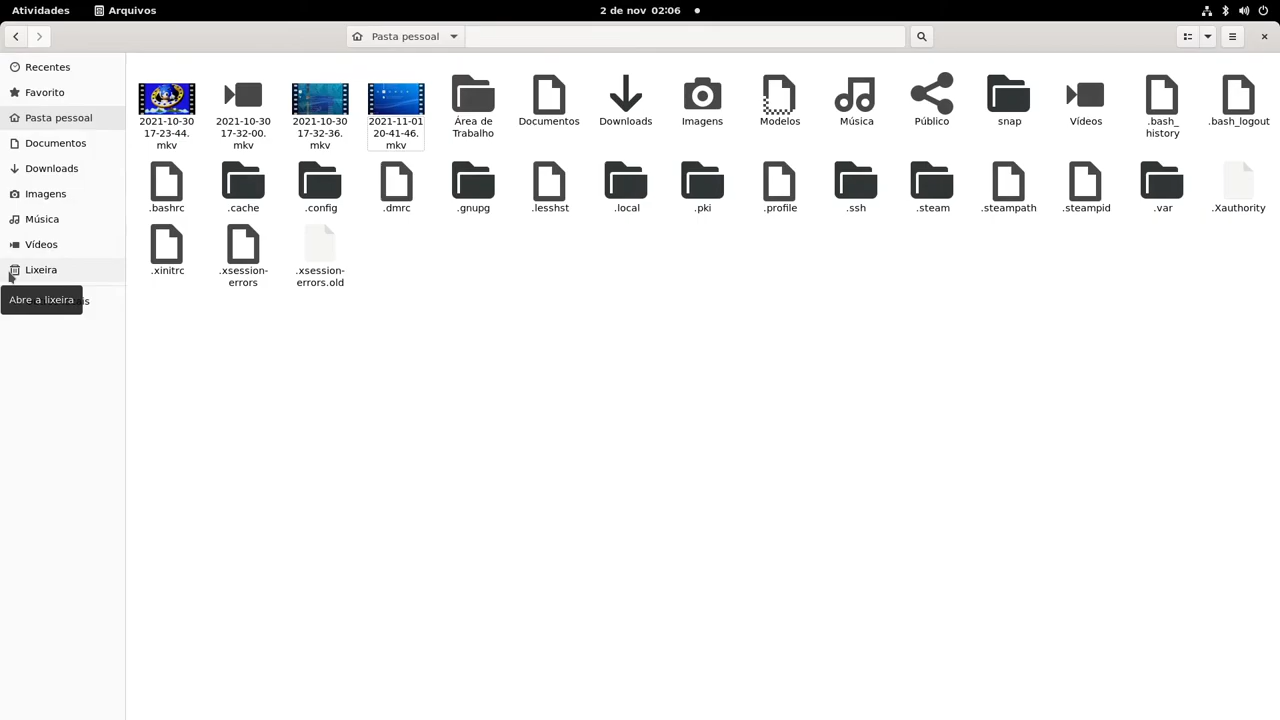 Atividades
Arquivos
2 de nov 02:06
Pasta pessoal
Recentes
Favorito
Pasta pessoal
Documentos
Downloads
Imagens
Música
Vídeos
Lixeira
Abre a lixeira
2021-10-30
17-23-44.
mkv
2021-10-30
17-32-00.
mkv
2021-10-30
17-32-36.
mkv
2021-11-01
20-41-46.
mkv
Área de
Trabalho
Documentos
Downloads
Imagens
Modelos
Música
Público
snap
Vídeos
.bash_
history
.bash_logout
.bashrc
.cache
.config
.dmrc
.gnupg
.lesshst
.local
.pki
.profile
.ssh
.steam
.steampath
.steampid
.var
.Xauthority
.xinitrc
.xsession-
errors
.xsession-
errors.old